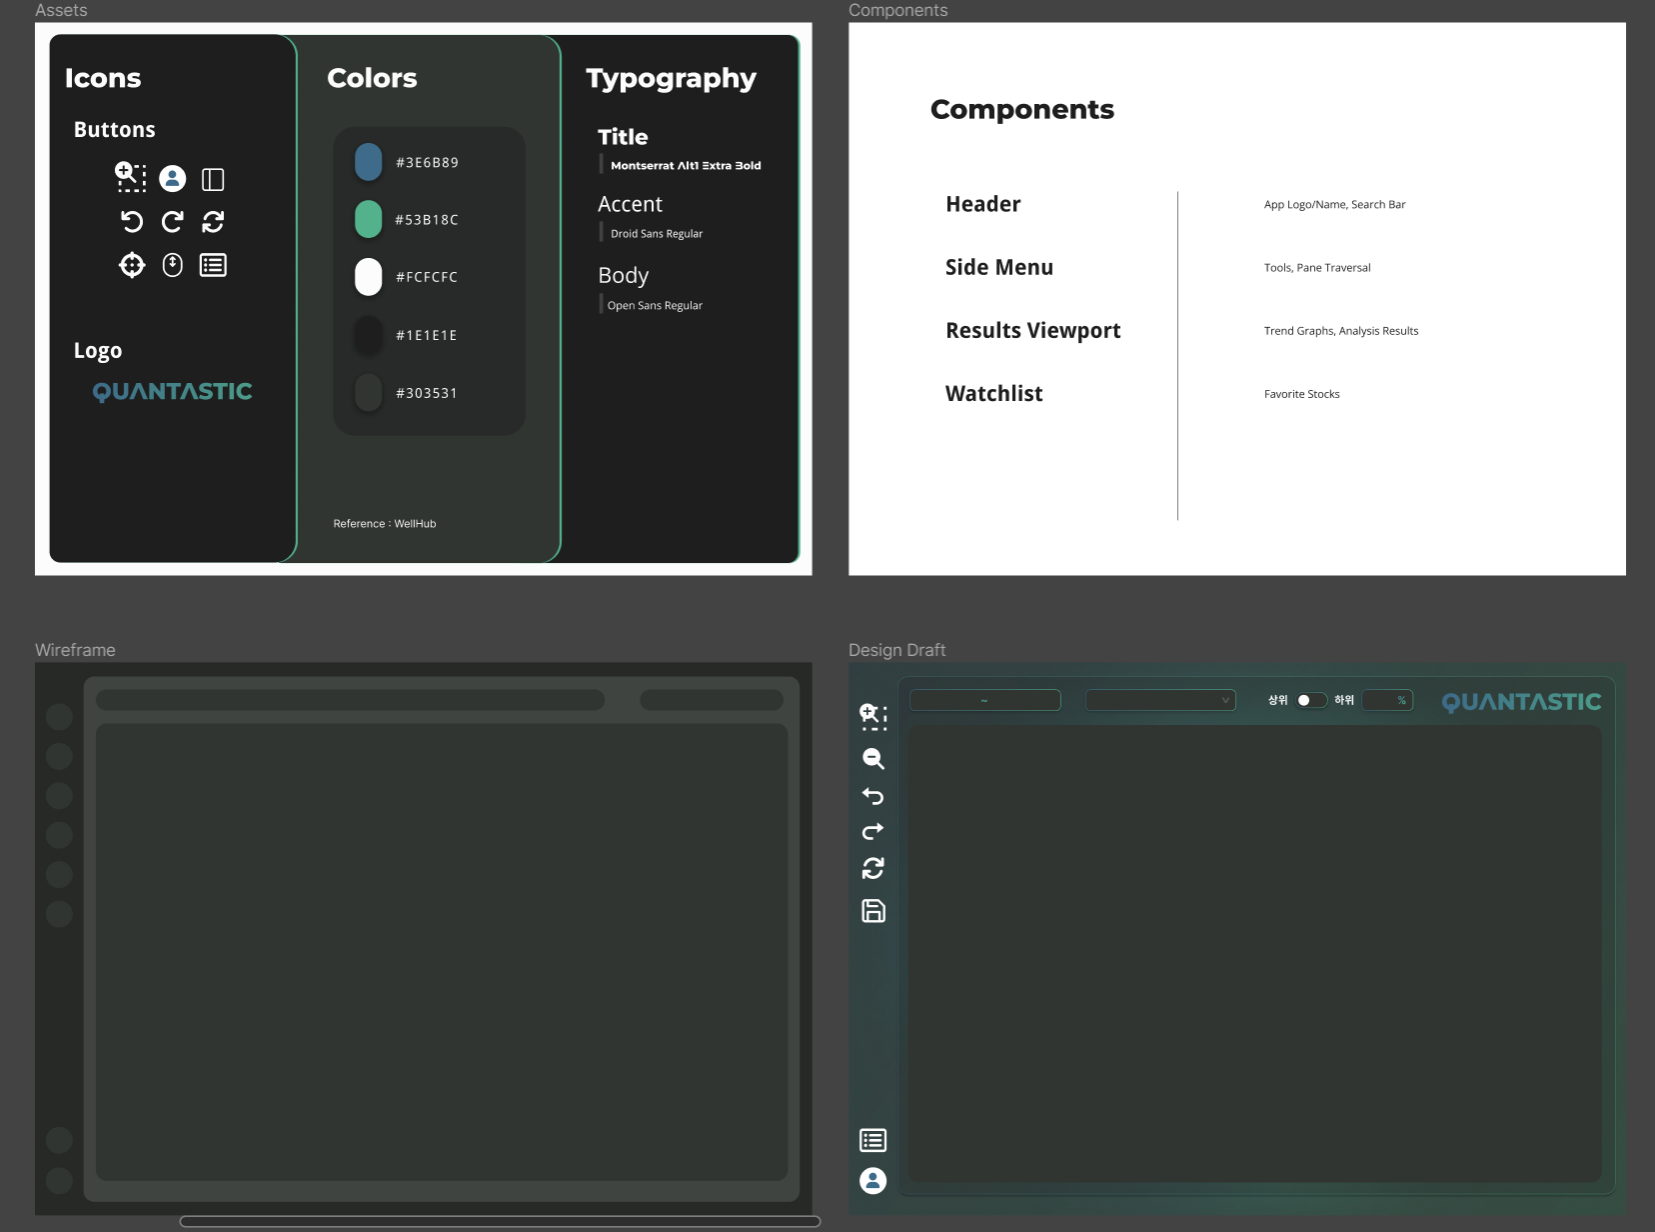 Assets
Icons
Buttons
Logo
QUANTASTIC
Colors
#3E6B89
#53B18C
#FCFCFC
#1E1E1E
#303531
Reference : WellHub
Typography
Title
Montserrat Alt1 Extra Bold
Accent
Droid Sans Regular
Body
Open Sans Regular
Components
Components
Header
App Logo/Name, Search Bar
Side Menu
Tools, Pane Traversal
Results Viewport
Trend Graphs, Analysis Results
Watchlist
Favorite Stocks
Wireframe
Design Draft
~
상위
하위
%
QUANTASTIC